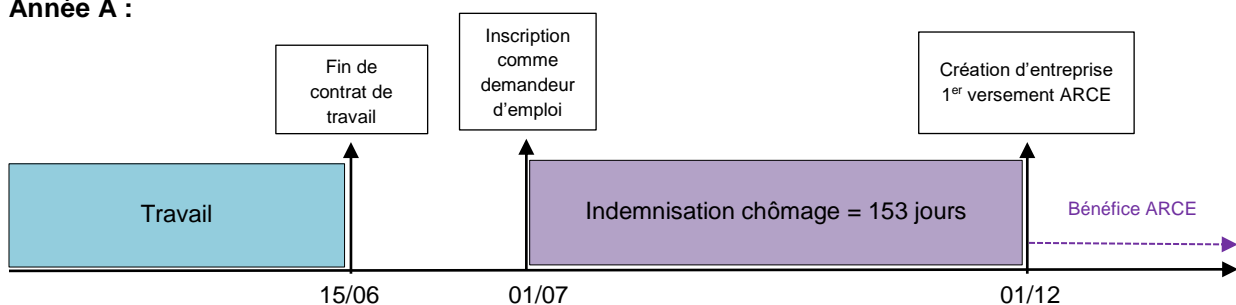 Année A :
Fin de
contrat de
travail
Inscription
comme
demandeur
d’emploi
Création d’entreprise
1er versement ARCE
Travail
Indemnisation chômage = 153 jours
Bénéfice ARCE
15/06
01/07
01/12